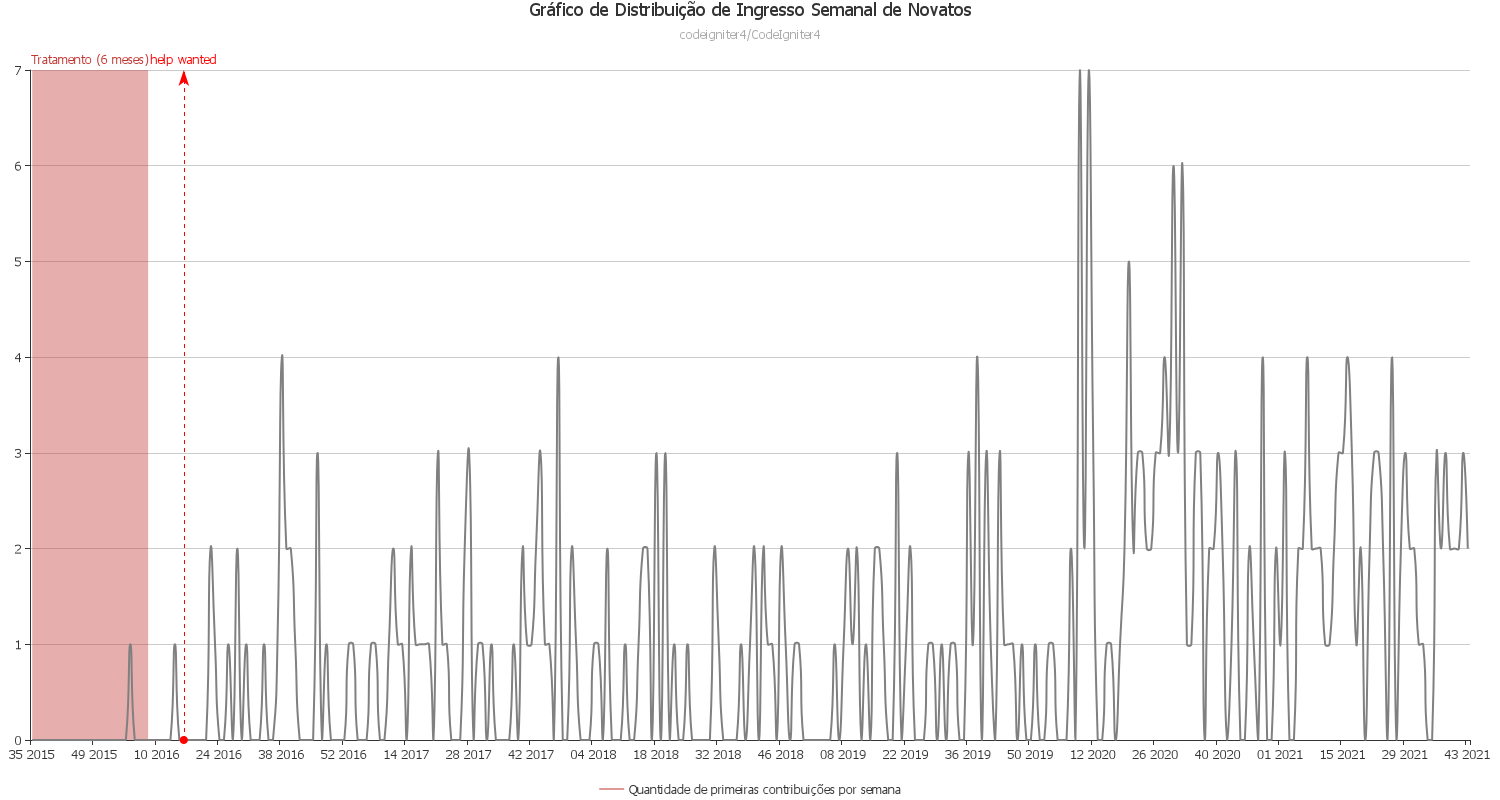 Gráfico de Distribuição de Ingresso Semanal de Novatos
codeigniter4/CodeIgniter4
Tratamento (6 meses) help wanted
7
6
5
4
3
2
1
0
35 2015 49 2015 10 2016 24 2016 38 2016 52 2016 14 2017 28 2017 42 2017 04 2018 18 2018 32 2018 46 2018 08 2019 22 2019 36 2019 50 2019 12 2020 26 2020 40 2020 01 2021 15 2021 29 2021 43 2021
Quantidade de primeiras contribuições por semana